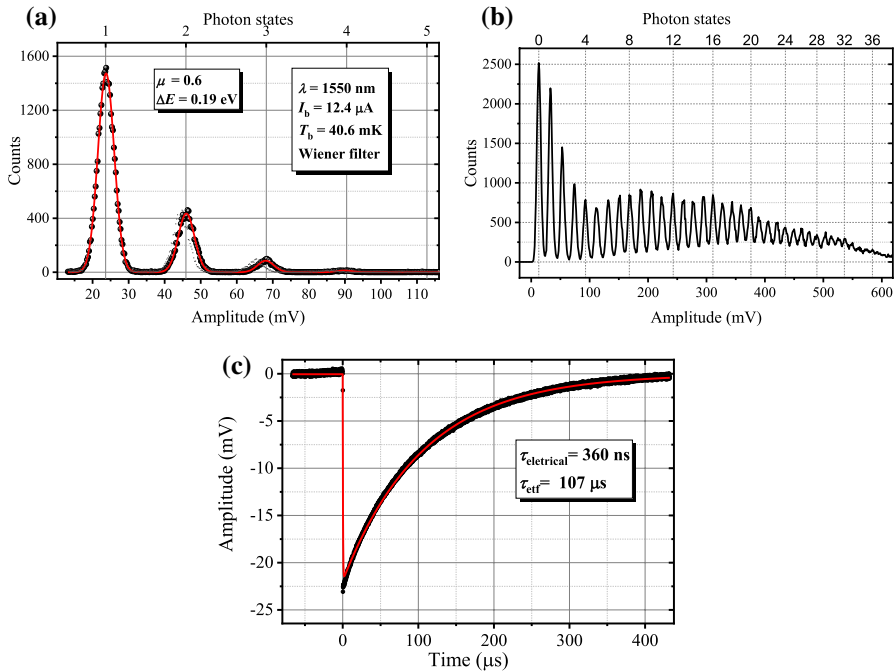 (a)
Photon states
1 2 3 4 5
1600
1200
800
400
0
Counts
μ = 0.6
ΔE = 0.19 eV
λ = 1550 nm
I_b = 12.4 μA
T_b = 40.6 mK
Wiener filter
20 30 40 50 60 70 80 90 100 110
Amplitude (mV)
(b)
Photon states
0 4 8 12 16 20 24 28 32 36
2500
2000
1500
1000
500
0
Counts
0 100 200 300 400 500 600
Amplitude (mV)
(c)
0
-5
-10
-15
-20
-25
Amplitude (mV)
τ_eletrical= 360 ns
τ_etf= 107 μs
0 100 200 300 400
Time (μs)